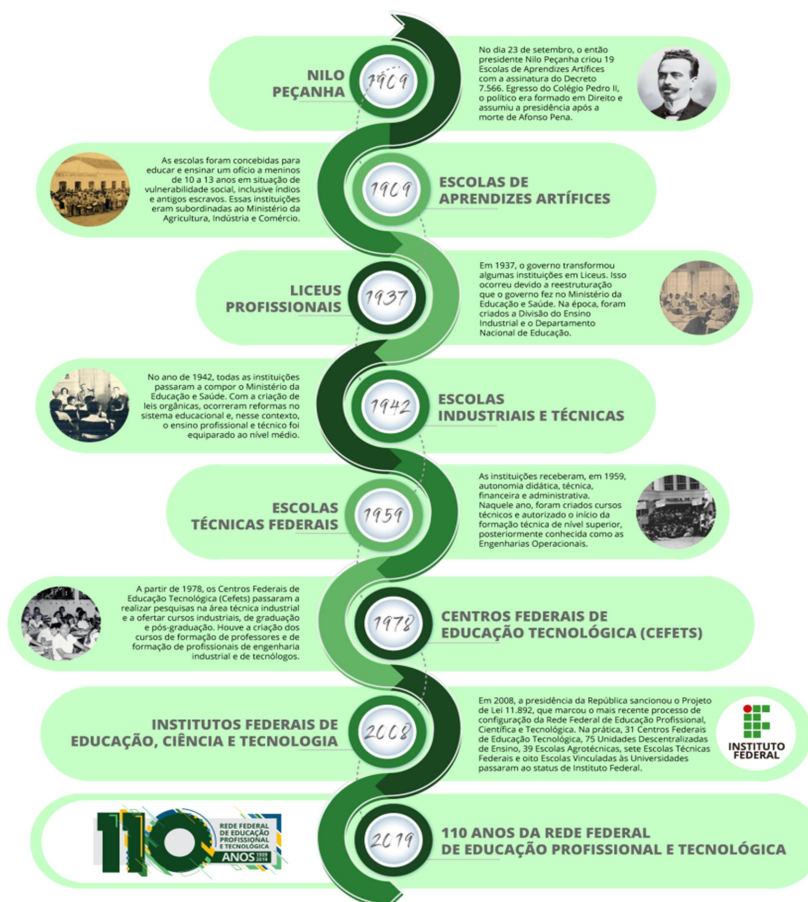 NILO
PEÇANHA
1909
No dia 23 de setembro, o então
presidente Nilo Peçanha criou 19
Escolas de Aprendizes Artífices
com a assinatura do Decreto
7.566. Egresso do Colégio Pedro II,
o político era formado em Direito e
assumiu a presidência após a
morte de Afonso Pena.
As escolas foram concebidas para
educar e ensinar um ofício a meninos
de 10 a 13 anos em situação de
vulnerabilidade social, inclusive índios
e antigos escravos. Essas instituições
eram subordinadas ao Ministério da
Agricultura, Indústria e Comércio.
1909
ESCOLAS DE
APRENDIZES ARTÍFICES
LICEUS
PROFISSIONAIS
1937
Em 1937, o governo transformou
algumas instituições em Liceus. Isso
ocorreu devido a reestruturação
que o governo fez no Ministério da
Educação e Saúde. Na época, foram
criados a Divisão do Ensino
Industrial e o Departamento
Nacional de Educação.
No ano de 1942, todas as instituições
passaram a compor o Ministério da
Educação e Saúde. Com a criação de
leis orgânicas, ocorreram reformas no
sistema educacional e, nesse contexto,
o ensino profissional e técnico foi
equiparado ao nível médio.
1942
ESCOLAS
INDUSTRIAIS E TÉCNICAS
ESCOLAS
TÉCNICAS FEDERAIS
1959
As instituições receberam, em 1959,
autonomia didática, técnica,
financeira e administrativa.
Naquele ano, foram criados cursos
técnicos e autorizado o início da
formação técnica de nível superior,
posteriormente conhecida como as
Engenharias Operacionais.
A partir de 1978, os Centros Federais de
Educação Tecnológica (Cefets) passaram a
realizar pesquisas na área técnica industrial
e a ofertar cursos industriais, de graduação
e pós-graduação. Houve a criação dos
cursos de formação de professores e de
formação de profissionais de engenharia
industrial e de tecnólogos.
1978
CENTROS FEDERAIS DE
EDUCAÇÃO TECNOLÓGICA (CEFETS)
INSTITUTOS FEDERAIS DE
EDUCAÇÃO, CIÊNCIA E TECNOLOGIA
2008
Em 2008, a presidência da República sancionou o Projeto
de Lei 11.892, que marcou o mais recente processo de
configuração da Rede Federal de Educação Profissional,
Científica e Tecnológica. Na prática, 31 Centros Federais
de Educação Tecnológica, 75 Unidades Descentralizadas
de Ensino, 39 Escolas Agrotécnicas, sete Escolas Técnicas
Federais e oito Escolas Vinculadas às Universidades
passaram ao status de Instituto Federal.
INSTITUTO
FEDERAL
110
REDE FEDERAL
DE EDUCAÇÃO
PROFISSIONAL
E TECNOLÓGICA
ANOS 1909 2019
2019
110 ANOS DA REDE FEDERAL
DE EDUCAÇÃO PROFISSIONAL E TECNOLÓGICA